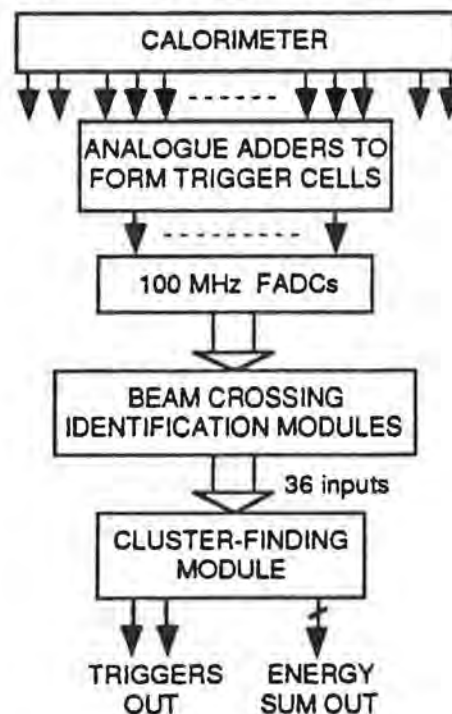 CALORIMETER
ANALOGUE ADDERS TO
FORM TRIGGER CELLS
100 MHz FADCs
BEAM CROSSING
IDENTIFICATION MODULES
36 inputs
CLUSTER-FINDING
MODULE
TRIGGERS
OUT
ENERGY
SUM OUT